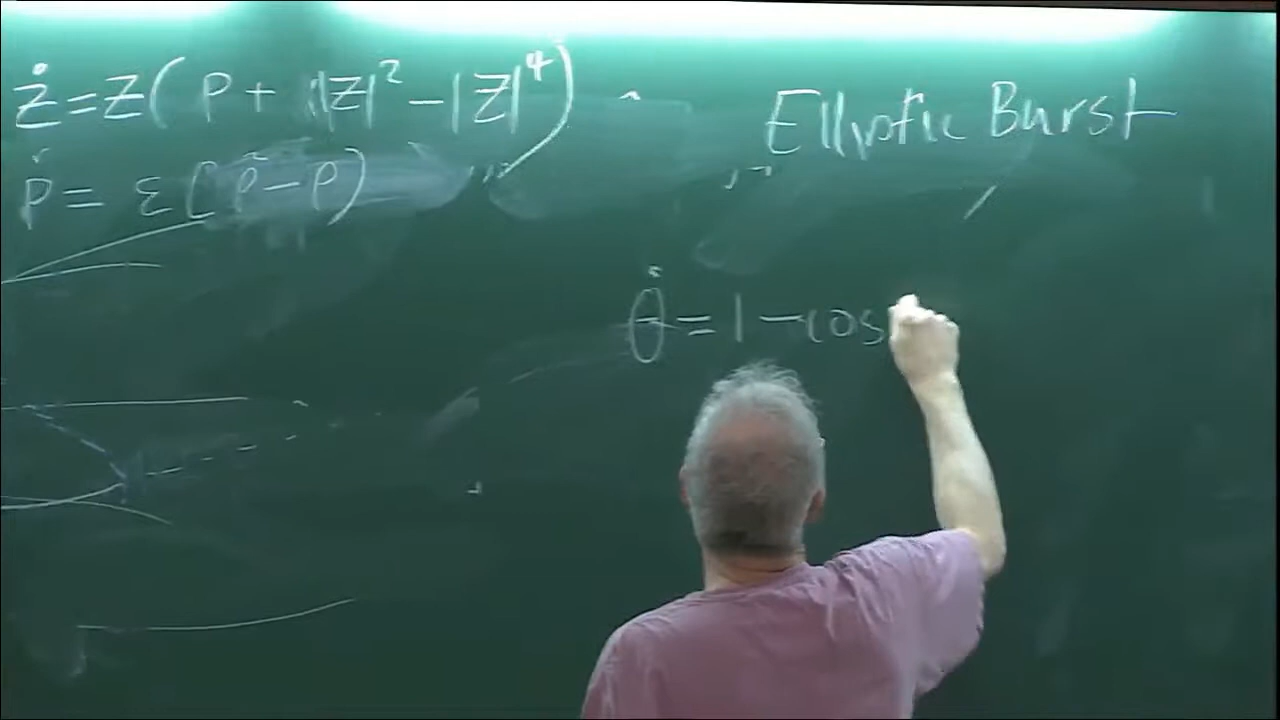 ż = z(p + |z|² − |z|⁴)
ṗ = ε(p̂ − p)
Elliptic Burst
θ̇ = 1 − cos